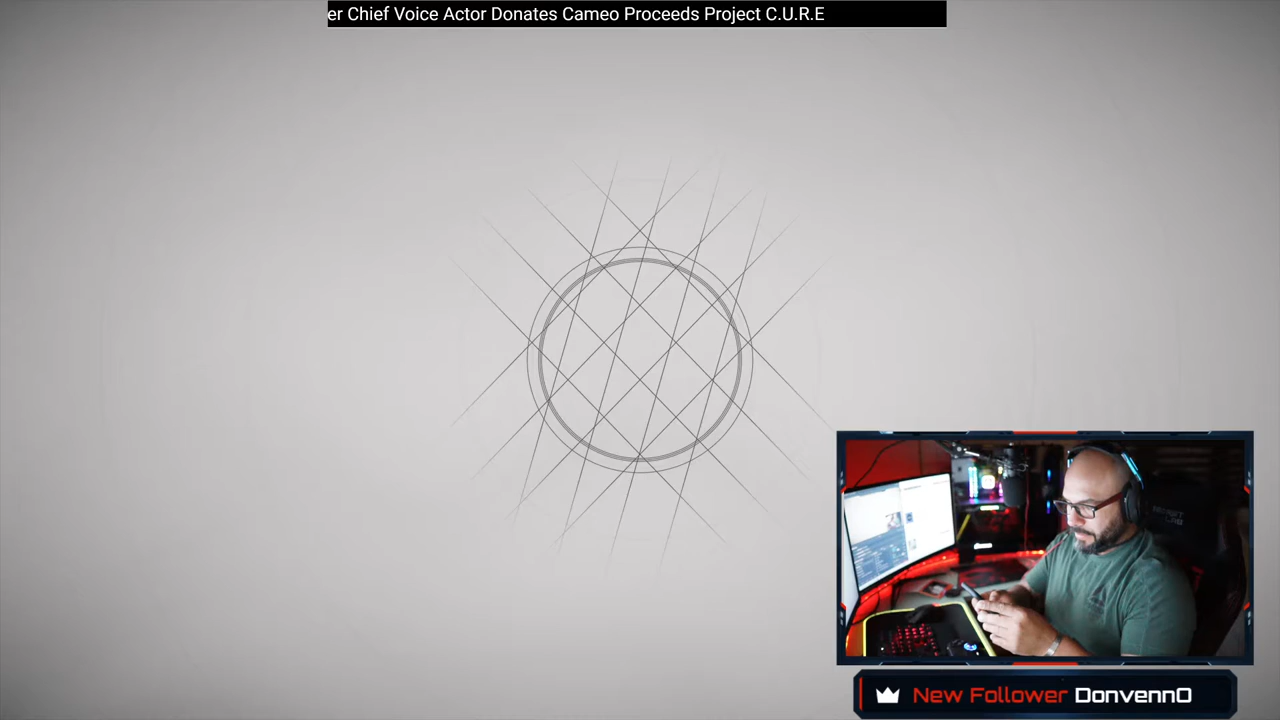 er Chief Voice Actor Donates Cameo Proceeds Project C.U.R.E
New Follower DonvennO